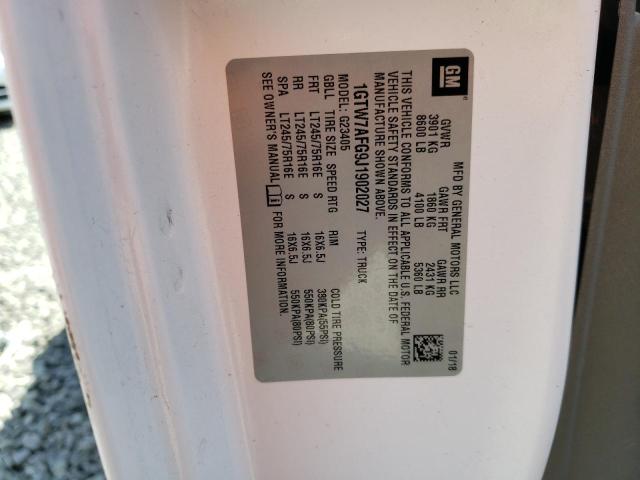 GM
MFD BY GENERAL MOTORS LLC
01/18
GVWR GAWR FRT GAWR RR
3901 KG 1860 KG 2431 KG
8600 LB 4100 LB 5360 LB
THIS VEHICLE CONFORMS TO ALL APPLICABLE U.S. FEDERAL MOTOR
VEHICLE SAFETY STANDARDS IN EFFECT ON THE DATE OF
MANUFACTURE SHOWN ABOVE.
1GTW7AFG9J1902027 TYPE: TRUCK
MODEL: G23405
GBLL TIRE SIZE SPEED RTG RIM COLD TIRE PRESSURE
FRT LT245/75R16E S 16X6.5J 390KPA(55PSI)
RR LT245/75R16E S 16X6.5J 550KPA(80PSI)
SPA LT245/75R16E S 16X6.5J 550KPA(80PSI)
SEE OWNER'S MANUAL FOR MORE INFORMATION.